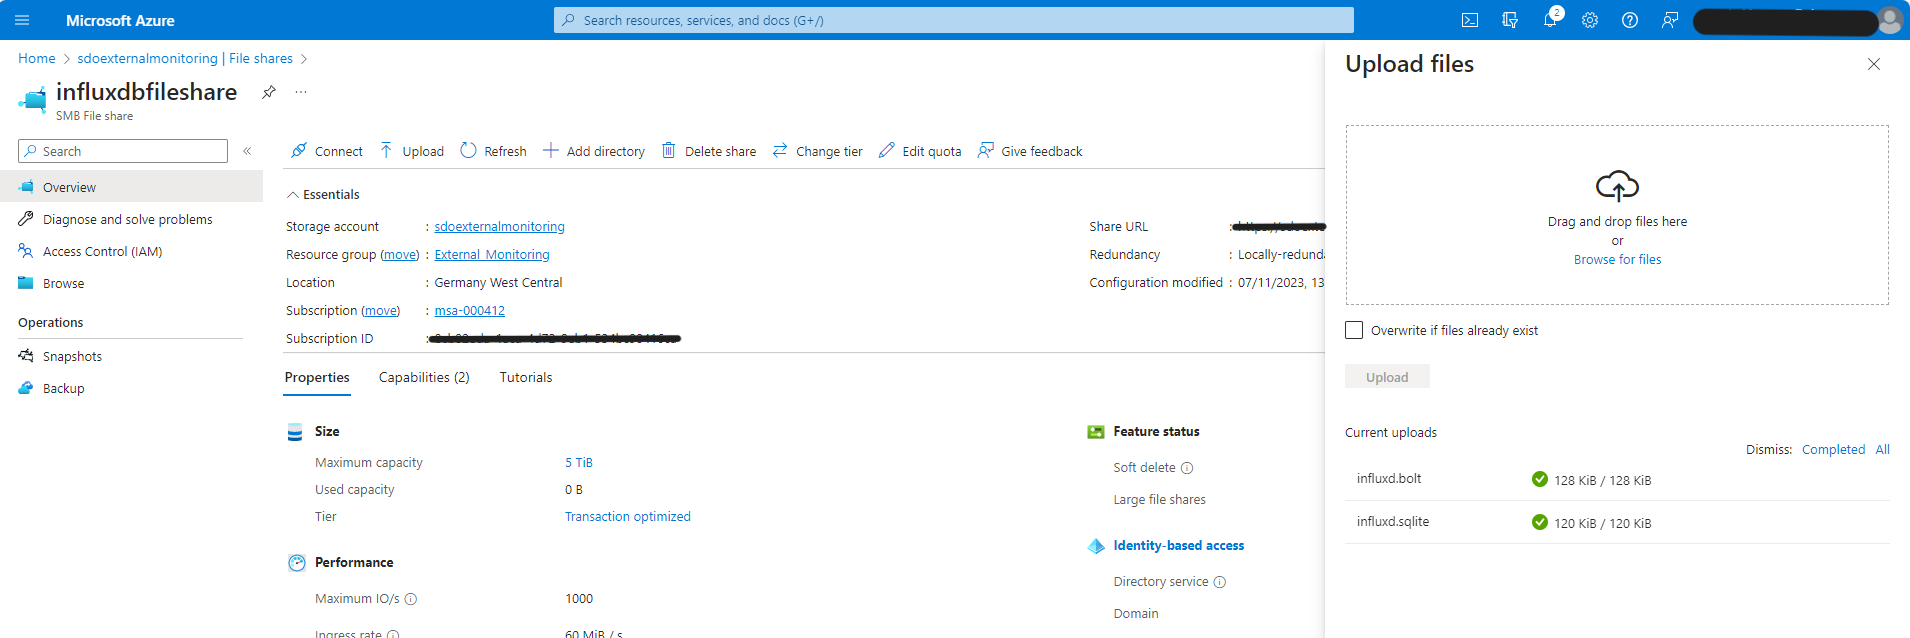 Microsoft Azure
Search resources, services, and docs (G+/)
2
Home > sdoexternalmonitoring | File shares >
influxdbfileshare
SMB File share
Search
«
Overview
Diagnose and solve problems
Access Control (IAM)
Browse
Operations
Snapshots
Backup
Connect
Upload
Refresh
Add directory
Delete share
Change tier
Edit quota
Give feedback
Essentials
Storage account : sdoexternalmonitoring
Resource group (move) : External_Monitoring
Location : Germany West Central
Subscription (move) : msa-000412
Subscription ID :
Share URL :
Redundancy : Locally-redunda
Configuration modified : 07/11/2023, 13
Properties
Capabilities (2)
Tutorials
Size
Maximum capacity 5 TiB
Used capacity 0 B
Tier Transaction optimized
Performance
Maximum IO/s 1000
Ingress rate 60 MiB / s
Feature status
Soft delete
Large file shares
Identity-based access
Directory service
Domain
Upload files
Drag and drop files here
or
Browse for files
Overwrite if files already exist
Upload
Current uploads
Dismiss: Completed All
influxd.bolt 128 KiB / 128 KiB
influxd.sqlite 120 KiB / 120 KiB